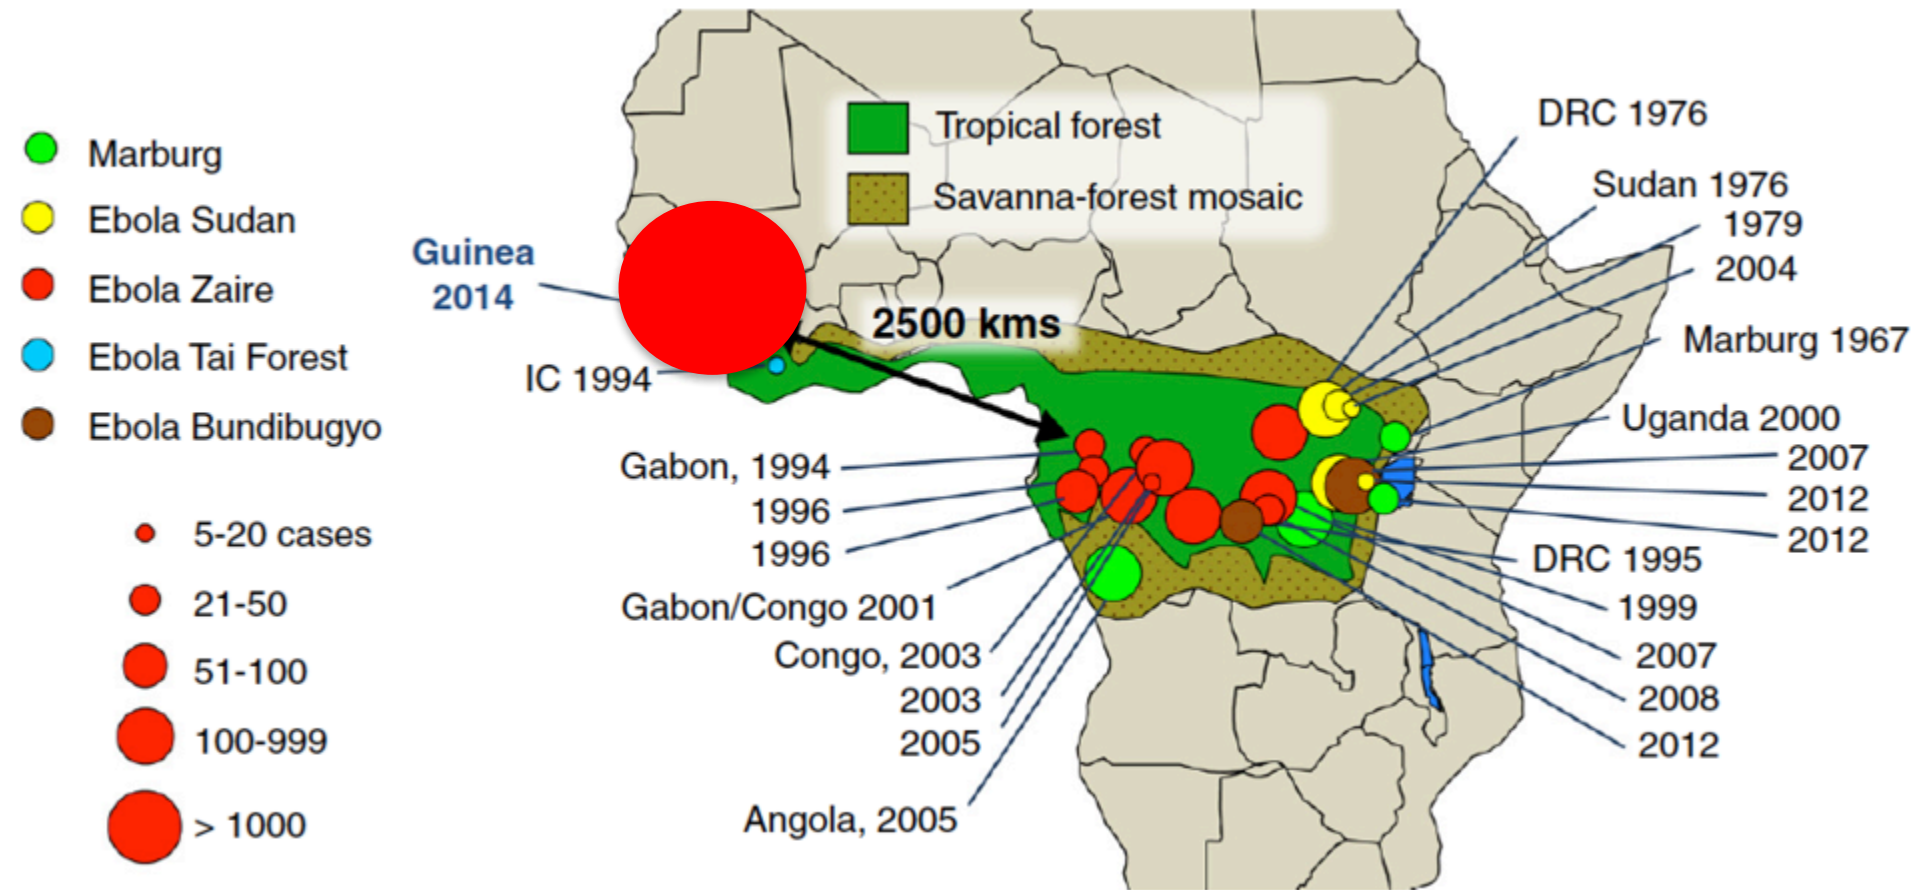 Marburg
Ebola Sudan
Ebola Zaire
Ebola Tai Forest
Ebola Bundibugyo
5-20 cases
21-50
51-100
100-999
> 1000
Tropical forest
Savanna-forest mosaic
Guinea
2014
2500 kms
IC 1994
Gabon, 1994
1996
1996
Gabon/Congo 2001
Congo, 2003
2003
2005
Angola, 2005
DRC 1976
Sudan 1976
1979
2004
Marburg 1967
Uganda 2000
2007
2012
2012
DRC 1995
1999
2007
2008
2012